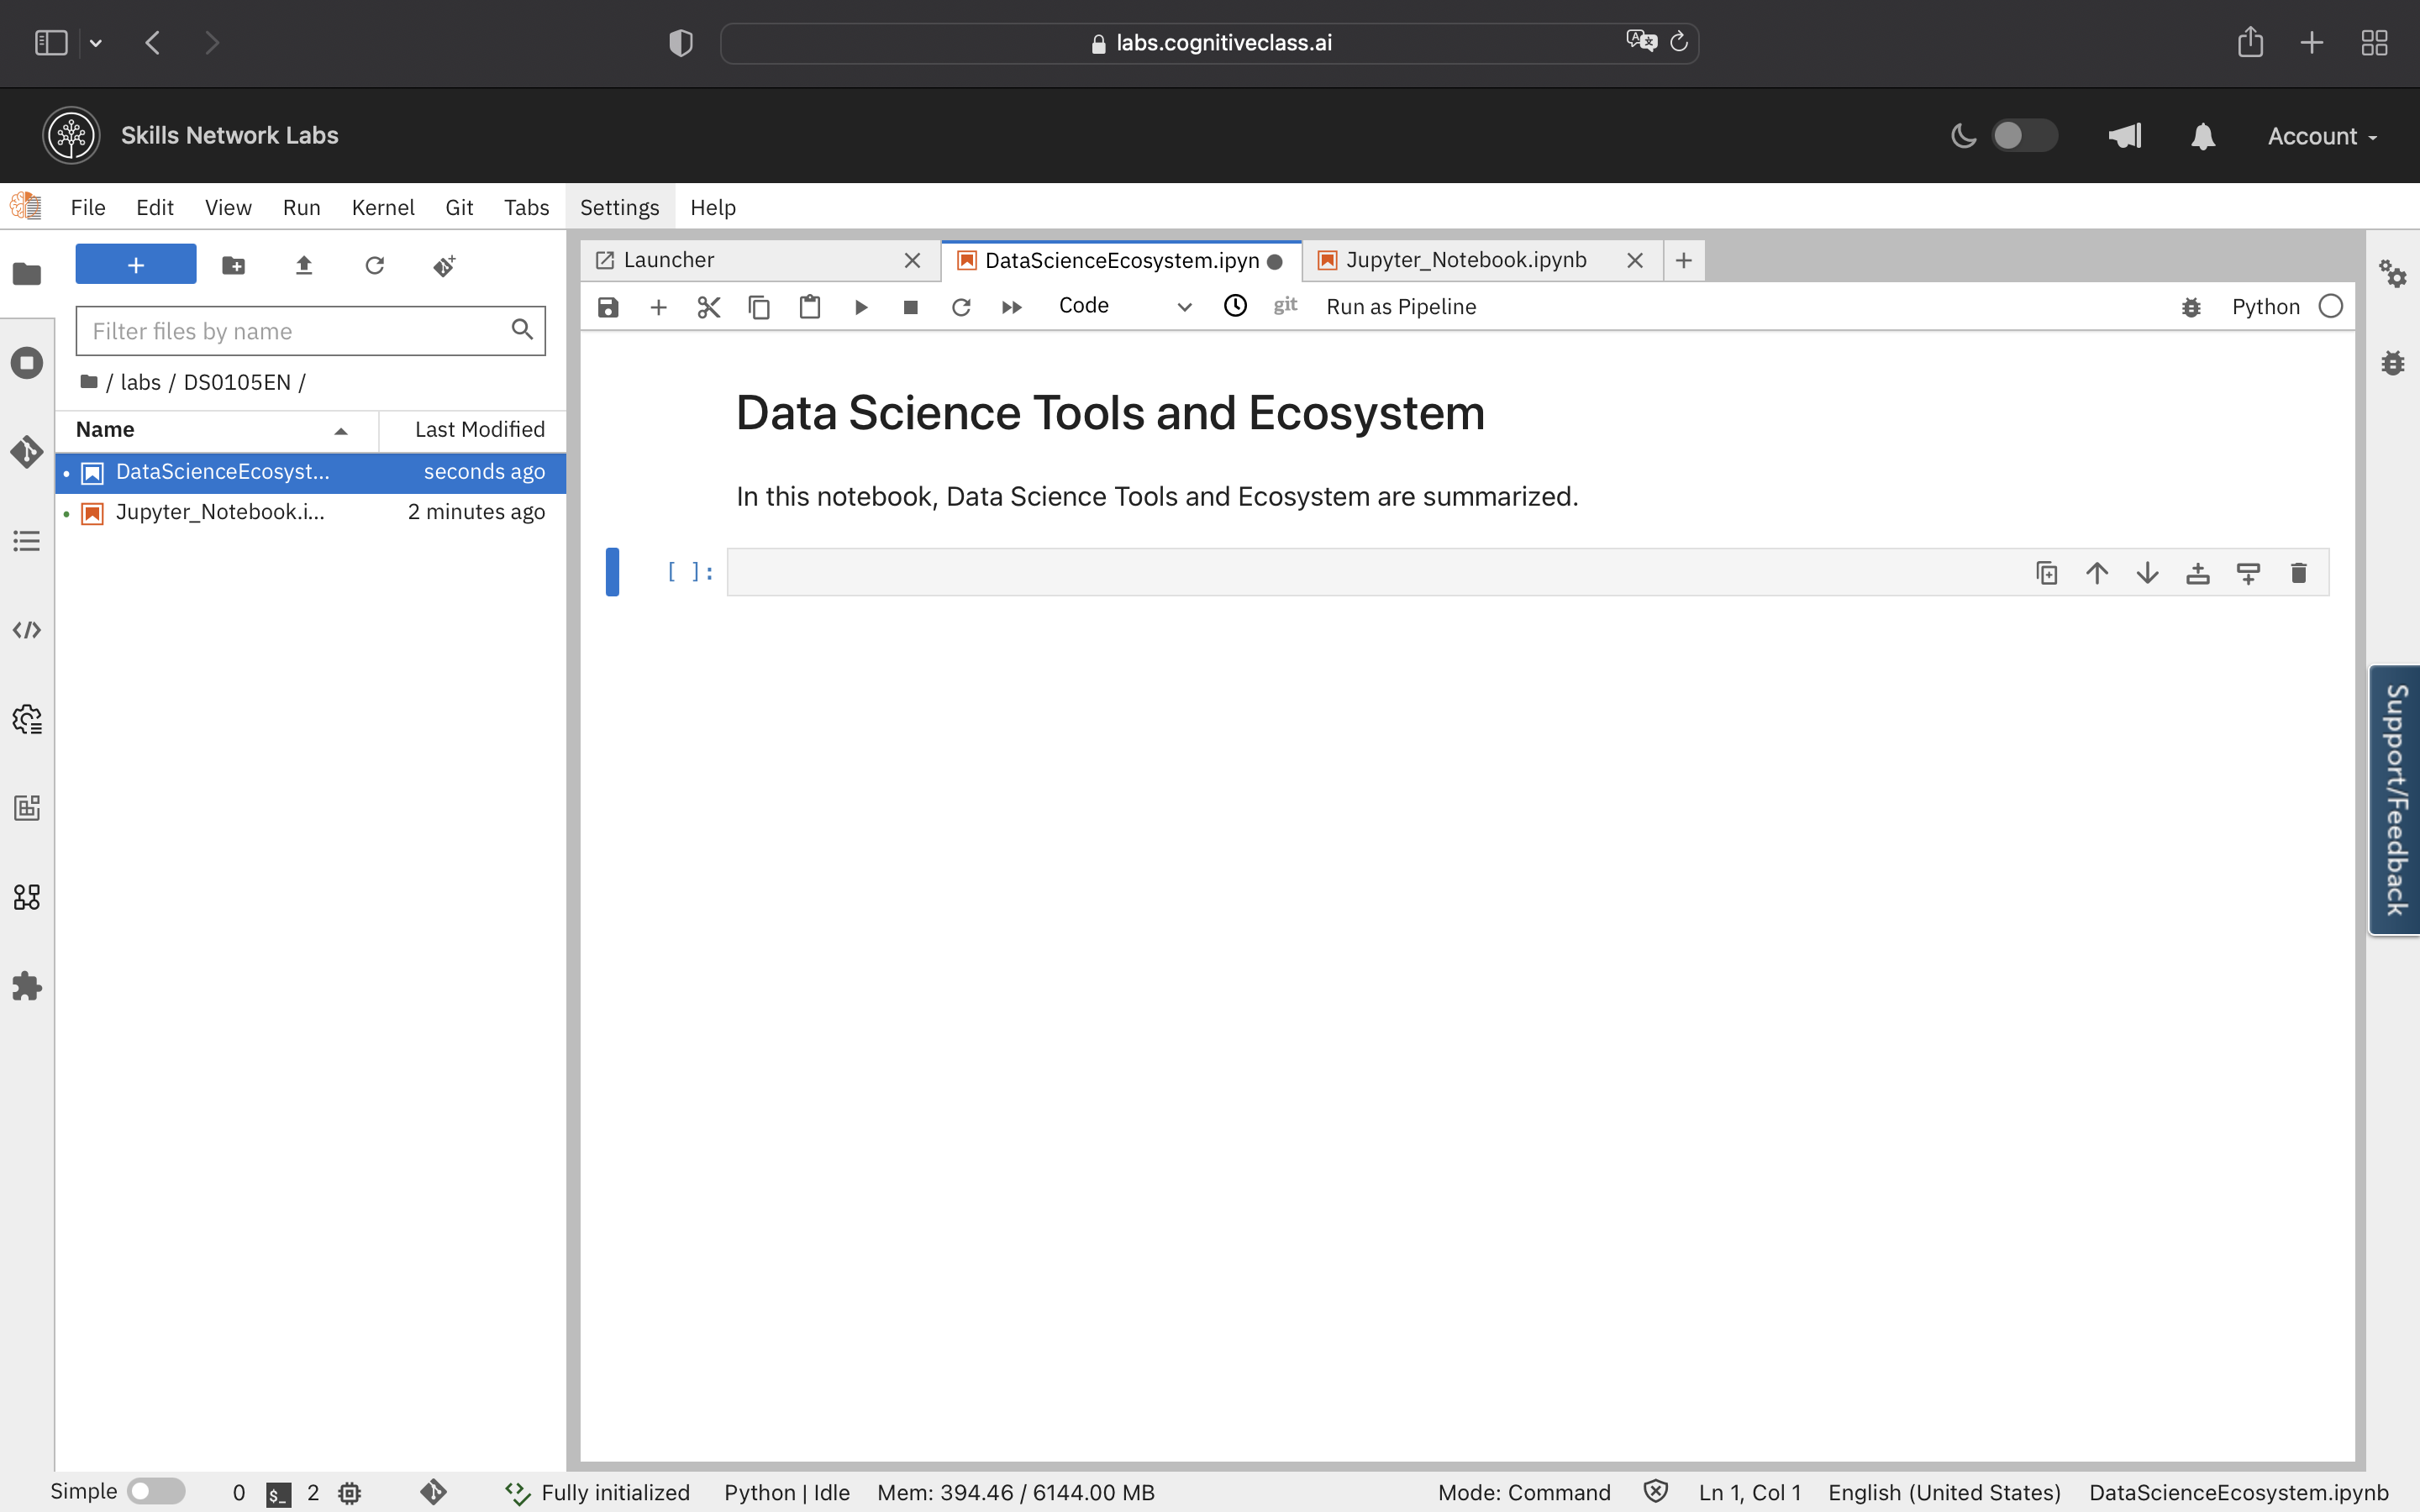 labs.cognitiveclass.ai
Skills Network Labs
Account
File Edit View Run Kernel Git Tabs Settings Help
+
Filter files by name
/ labs / DS0105EN /
Name Last Modified
DataScienceEcosyst... seconds ago
Jupyter_Notebook.i... 2 minutes ago
Launcher DataScienceEcosystem.ipyn Jupyter_Notebook.ipynb
Code git Run as Pipeline Python
Data Science Tools and Ecosystem
In this notebook, Data Science Tools and Ecosystem are summarized.
[ ]:
Support/Feedback
Simple 0 $_ 2 Fully initialized Python | Idle Mem: 394.46 / 6144.00 MB Mode: Command Ln 1, Col 1 English (United States) DataScienceEcosystem.ipynb